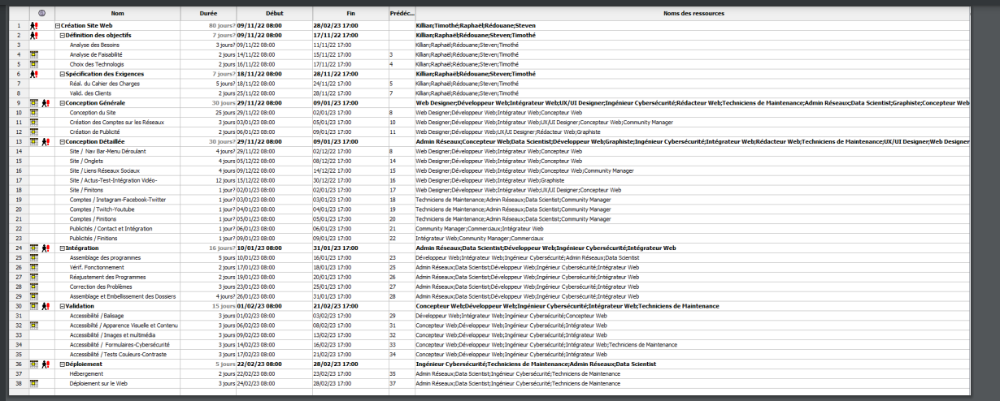 Nom Durée Début Fin Prédéc... Noms des ressources
1 Création Site Web 80 jours? 09/11/22 08:00 28/02/23 17:00 Killian;Timothé;Raphaël;Rédouane;Steven
2 Définition des objectifs 7 jours? 09/11/22 08:00 17/11/22 17:00 Killian;Raphaël;Rédouane;Steven;Timothé
3 Analyse des Besoins 3 jours? 09/11/22 08:00 11/11/22 17:00 Killian;Raphaël;Rédouane;Steven;Timothé
4 Analyse de Faisabilité 2 jours 14/11/22 08:00 15/11/22 17:00 3 Killian;Raphaël;Rédouane;Steven;Timothé
5 Choix des Technologis 2 jours 16/11/22 08:00 17/11/22 17:00 4 Killian;Raphaël;Rédouane;Steven;Timothé
6 Spécification des Exigences 7 jours? 18/11/22 08:00 28/11/22 17:00 Killian;Raphaël;Rédouane;Steven;Timothé
7 Réal. du Cahier des Charges 5 jours? 18/11/22 08:00 24/11/22 17:00 5 Killian;Raphaël;Rédouane;Steven;Timothé
8 Valid. des Clients 2 jours 25/11/22 08:00 28/11/22 17:00 7 Killian;Raphaël;Rédouane;Steven;Timothé
9 Conception Générale 30 jours? 29/11/22 08:00 09/01/23 17:00 Web Designer;Développeur Web;Intégrateur Web;UX/UI Designer;Ingénieur Cybersécurité;Rédacteur Web;Techniciens de Maintenance;Admin Réseaux;Data Scientist;Graphiste;Concepteur Web
10 Conception du Site 25 jours 29/11/22 08:00 02/01/23 17:00 8 Web Designer;Développeur Web;Intégrateur Web;Concepteur Web
11 Création des Comptes sur les Réseaux 3 jours 03/01/23 08:00 05/01/23 17:00 10 Web Designer;Développeur Web;Intégrateur Web;UX/UI Designer;Concepteur Web;Community Manager
12 Création de Publicité 2 jours 06/01/23 08:00 09/01/23 17:00 11 Web Designer;Développeur Web;UX/UI Designer;Rédacteur Web;Graphiste
13 Conception Détaillée 30 jours? 29/11/22 08:00 09/01/23 17:00 Admin Réseaux;Concepteur Web;Data Scientist;Développeur Web;Graphiste;Ingénieur Cybersécurité;Intégrateur Web;Rédacteur Web;Techniciens de Maintenance;UX/UI Designer;Web Designer
14 Site / Nav Bar-Menu Déroulant 4 jours? 29/11/22 08:00 02/12/22 17:00 8 Web Designer;Développeur Web;Intégrateur Web;Concepteur Web
15 Site / Onglets 4 jours 05/12/22 08:00 08/12/22 17:00 14 Web Designer;Développeur Web;Intégrateur Web;Concepteur Web
16 Site / Liens Réseaux Sociaux 4 jours 09/12/22 08:00 14/12/22 17:00 15 Web Designer;Développeur Web;Intégrateur Web;Concepteur Web;Community Manager
17 Site / Actus-Test-Intégration Vidéo- 12 jours 15/12/22 08:00 30/12/22 17:00 16 Web Designer;Développeur Web;Intégrateur Web;Graphiste
18 Site / Finitons 1 jour? 02/01/23 08:00 02/01/23 17:00 17 Web Designer;Développeur Web;Intégrateur Web;UX/UI Designer;Concepteur Web
19 Comptes / Instagram-Facebook-Twitter 1 jour? 03/01/23 08:00 03/01/23 17:00 18 Techniciens de Maintenance;Admin Réseaux;Data Scientist;Community Manager
20 Comptes / Twitch-Youtube 1 jour? 04/01/23 08:00 04/01/23 17:00 19 Techniciens de Maintenance;Admin Réseaux;Data Scientist;Community Manager
21 Comptes / Finitions 1 jour? 05/01/23 08:00 05/01/23 17:00 20 Techniciens de Maintenance;Admin Réseaux;Data Scientist;Community Manager
22 Publicités / Contact et Intégration 1 jour? 06/01/23 08:00 06/01/23 17:00 21 Community Manager;Commerciaux;Intégrateur Web
23 Publicités / Finitions 1 jour? 09/01/23 08:00 09/01/23 17:00 22 Intégrateur Web;Community Manager;Commerciaux
24 Intégration 16 jours? 10/01/23 08:00 31/01/23 17:00 Admin Réseaux;Data Scientist;Développeur Web;Ingénieur Cybersécurité;Intégrateur Web
25 Assemblage des programmes 5 jours 10/01/23 08:00 16/01/23 17:00 23 Développeur Web;Intégrateur Web;Ingénieur Cybersécurité;Admin Réseaux;Data Scientist
26 Vérif. Fonctionnement 2 jours 17/01/23 08:00 18/01/23 17:00 25 Admin Réseaux;Data Scientist;Développeur Web;Ingénieur Cybersécurité;Intégrateur Web
27 Réajustement des Programmes 2 jours 19/01/23 08:00 20/01/23 17:00 26 Admin Réseaux;Data Scientist;Développeur Web;Ingénieur Cybersécurité;Intégrateur Web
28 Correction des Problèmes 3 jours 23/01/23 08:00 25/01/23 17:00 27 Admin Réseaux;Data Scientist;Développeur Web;Ingénieur Cybersécurité;Intégrateur Web
29 Assemblage et Embellissement des Dossiers 4 jours? 26/01/23 08:00 31/01/23 17:00 28 Admin Réseaux;Data Scientist;Développeur Web;Ingénieur Cybersécurité;Intégrateur Web
30 Validation 15 jours 01/02/23 08:00 21/02/23 17:00 Concepteur Web;Développeur Web;Ingénieur Cybersécurité;Intégrateur Web;Techniciens de Maintenance
31 Accessibilité / Balisage 3 jours 01/02/23 08:00 03/02/23 17:00 29 Développeur Web;Intégrateur Web;Ingénieur Cybersécurité;Concepteur Web
32 Accessibilité / Apparence Visuelle et Contenu 3 jours 06/02/23 08:00 08/02/23 17:00 31 Concepteur Web;Développeur Web;Ingénieur Cybersécurité;Intégrateur Web
33 Accessibilité / Images et multimédia 3 jours 09/02/23 08:00 13/02/23 17:00 32 Concepteur Web;Développeur Web;Ingénieur Cybersécurité;Intégrateur Web
34 Accessibilité / Formulaires-Cybersécurité 3 jours 14/02/23 08:00 16/02/23 17:00 33 Concepteur Web;Développeur Web;Ingénieur Cybersécurité;Intégrateur Web;Techniciens de Maintenance
35 Accessibilité / Tests Couleurs-Contraste 3 jours 17/02/23 08:00 21/02/23 17:00 34 Concepteur Web;Développeur Web;Ingénieur Cybersécurité;Intégrateur Web
36 Déploiement 5 jours 22/02/23 08:00 28/02/23 17:00 Ingénieur Cybersécurité;Techniciens de Maintenance;Admin Réseaux;Data Scientist
37 Hébergement 2 jours 22/02/23 08:00 23/02/23 17:00 35 Admin Réseaux;Data Scientist;Ingénieur Cybersécurité;Techniciens de Maintenance
38 Déploiement sur le Web 3 jours 24/02/23 08:00 28/02/23 17:00 37 Admin Réseaux;Data Scientist;Ingénieur Cybersécurité;Techniciens de Maintenance